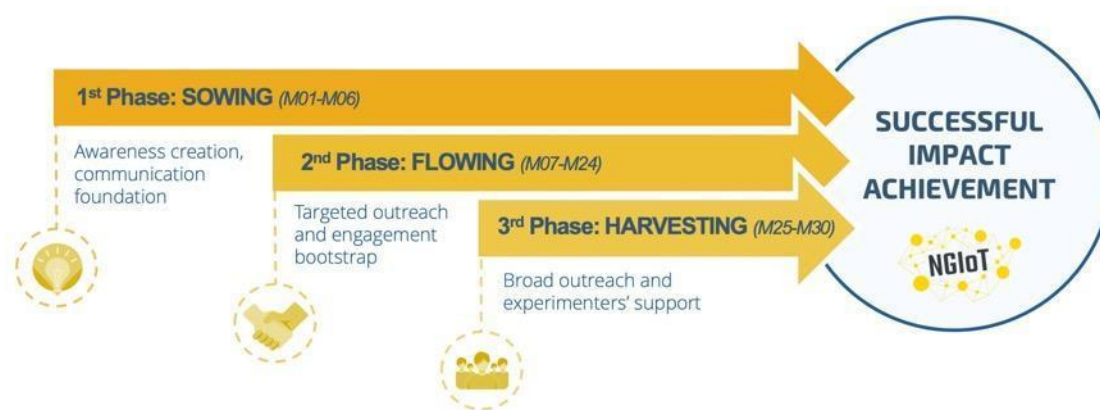 1st Phase: SOWING (M01-M06)
Awareness creation,
communication
foundation
2nd Phase: FLOWING (M07-M24)
Targeted outreach
and engagement
bootstrap
3rd Phase: HARVESTING (M25-M30)
Broad outreach and
experimenters’ support
SUCCESSFUL
IMPACT
ACHIEVEMENT
NGIoT